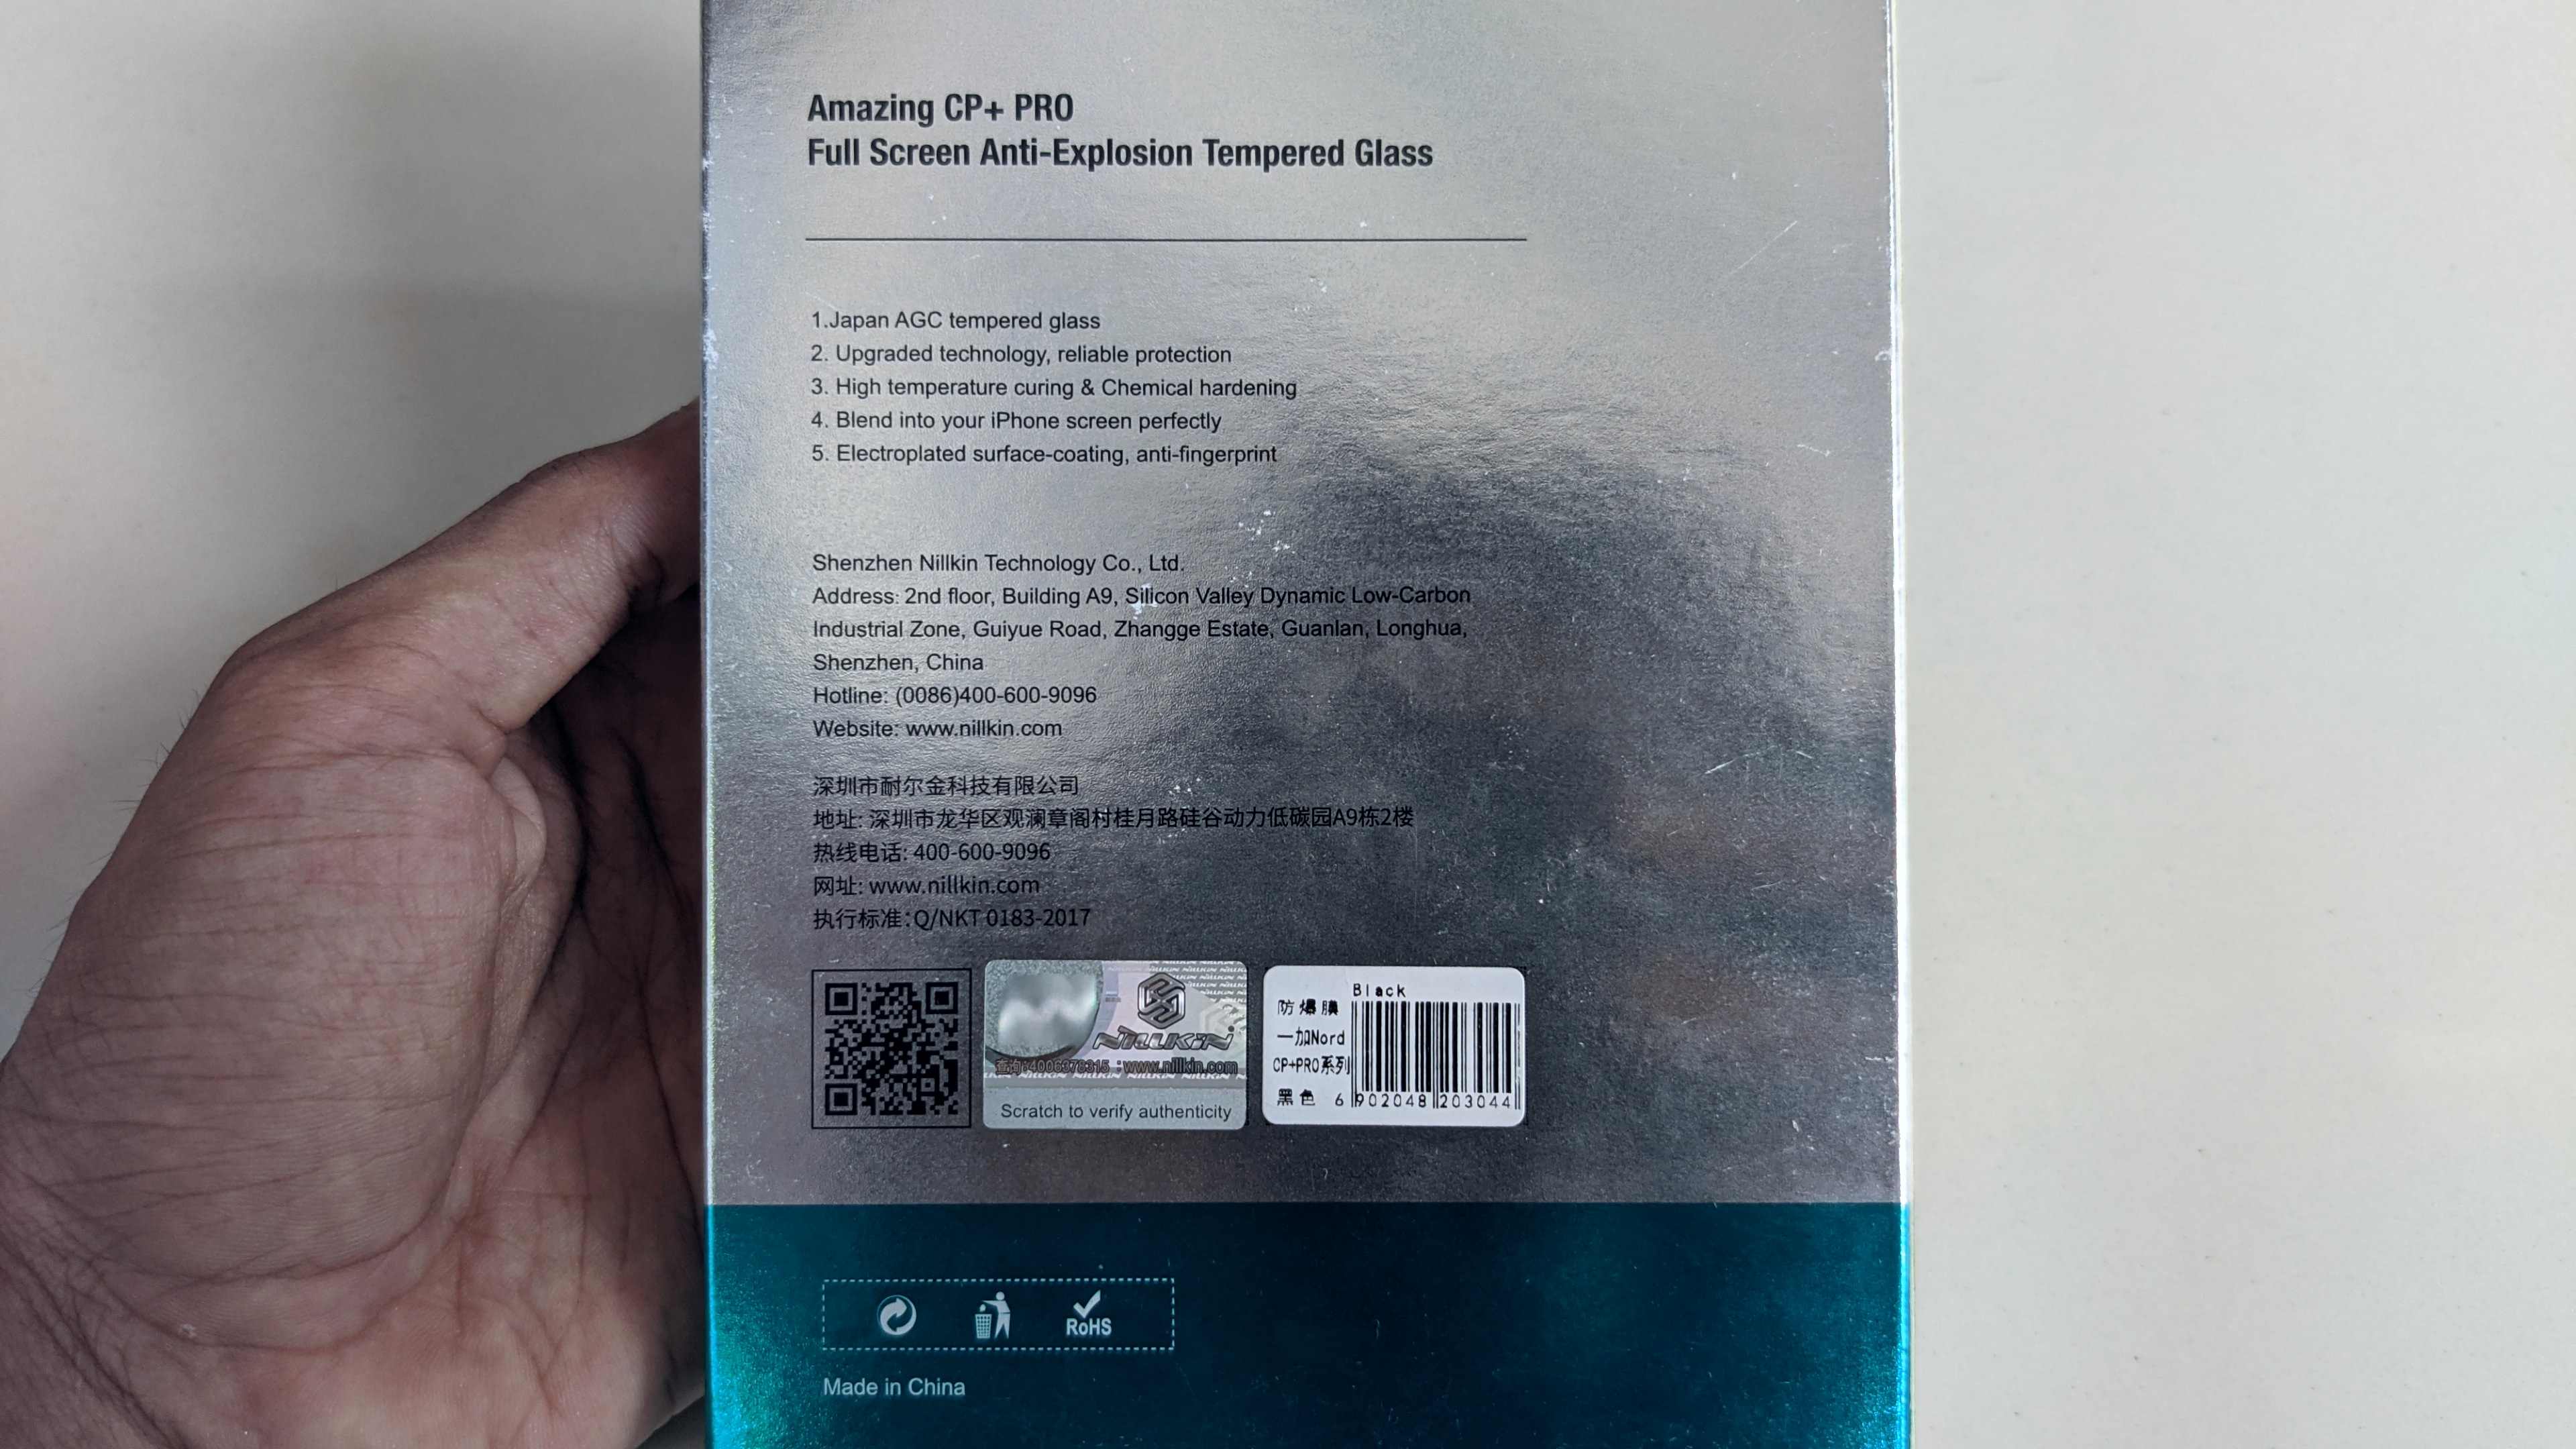 Amazing CP+ PRO
Full Screen Anti-Explosion Tempered Glass
1.Japan AGC tempered glass
2. Upgraded technology, reliable protection
3. High temperature curing & Chemical hardening
4. Blend into your iPhone screen perfectly
5. Electroplated surface-coating, anti-fingerprint
Shenzhen Nillkin Technology Co., Ltd.
Address: 2nd floor, Building A9, Silicon Valley Dynamic Low-Carbon
Industrial Zone, Guiyue Road, Zhangge Estate, Guanlan, Longhua,
Shenzhen, China
Hotline: (0086)400-600-9096
Website: www.nillkin.com
深圳市耐尔金科技有限公司
地址: 深圳市龙华区观澜章阁村桂月路硅谷动力低碳园A9栋2楼
热线电话: 400-600-9096
网址: www.nillkin.com
执行标准:Q/NKT 0183-2017
NILLKIN
查询:4006878315 :www.nillkin.com
Scratch to verify authenticity
Black
防爆膜
一加Nord
CP+PRO系列
黑色 6 902048 203044
RoHS
Made in China